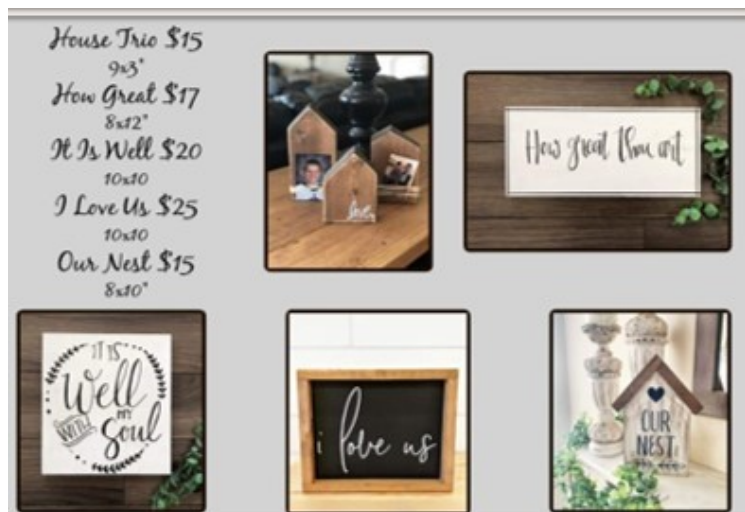 House Trio $15
9x3"
How Great $17
8x12"
It Is Well $20
10x10
I Love Us $25
10x10
Our Nest $15
8x10"
love
How great thou art
IT IS
Well
WITH MY
Soul
i love us
OUR
NEST